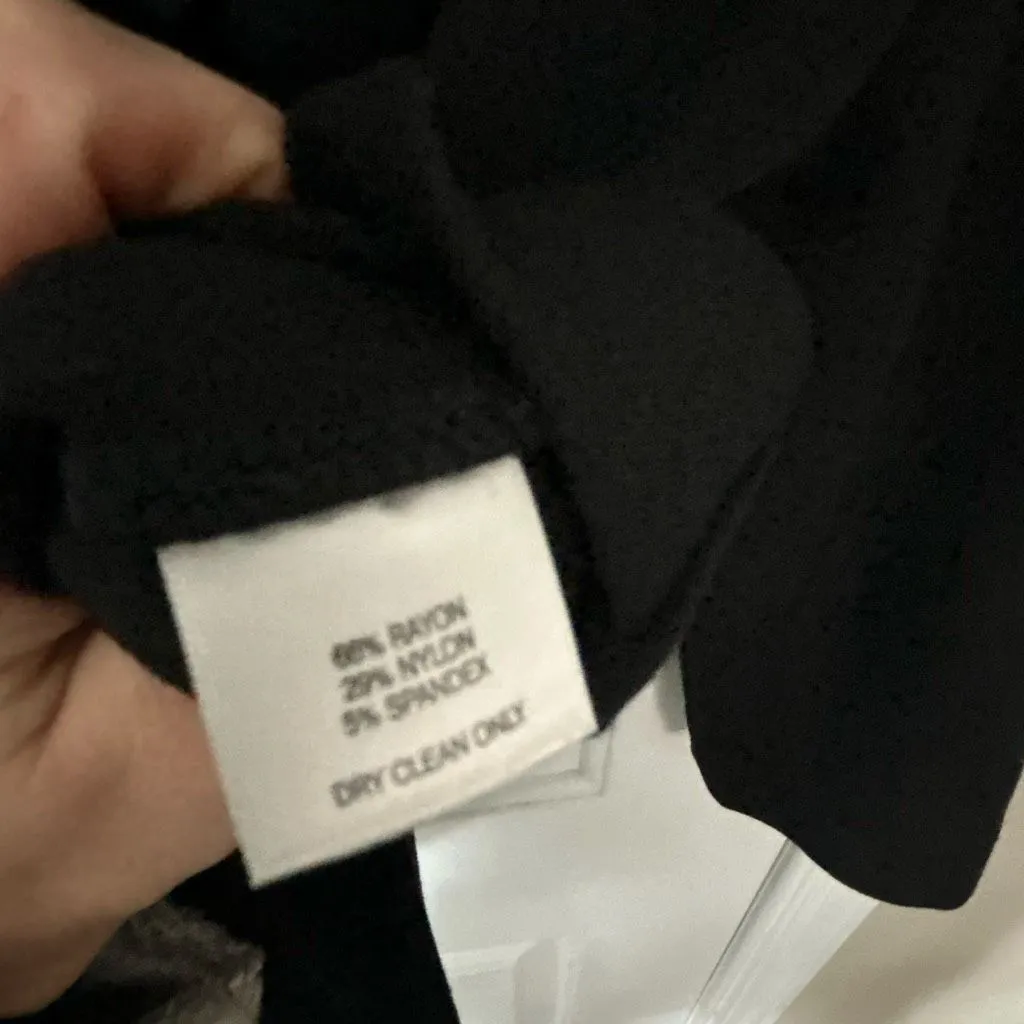 66% RAYON
29% NYLON
5% SPANDEX
DRY CLEAN ONLY